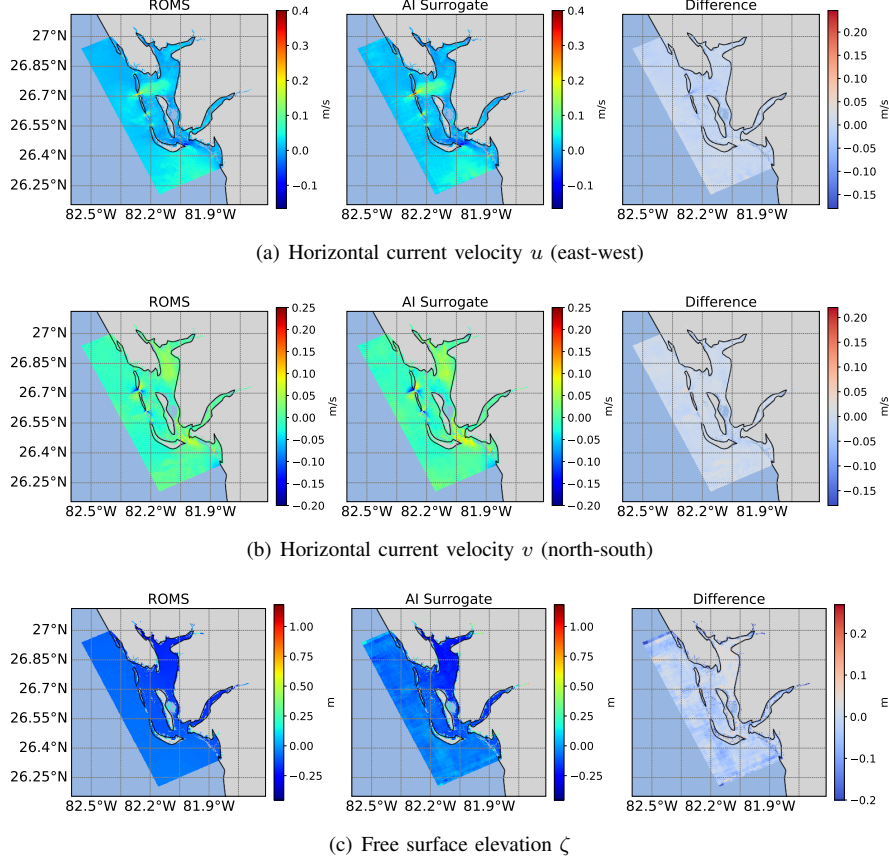 ROMS
AI Surrogate
Difference
27°N
26.85°N
26.7°N
26.55°N
26.4°N
26.25°N
82.5°W 82.2°W 81.9°W
0.4
0.3
0.2
0.1
0.0
−0.1
m/s
82.5°W 82.2°W 81.9°W
0.4
0.3
0.2
0.1
0.0
−0.1
m/s
82.5°W 82.2°W 81.9°W
0.20
0.15
0.10
0.05
0.00
−0.05
−0.10
−0.15
m/s
(a) Horizontal current velocity u (east-west)
ROMS
AI Surrogate
Difference
27°N
26.85°N
26.7°N
26.55°N
26.4°N
26.25°N
82.5°W 82.2°W 81.9°W
0.25
0.20
0.15
0.10
0.05
0.00
−0.05
−0.10
−0.15
−0.20
m/s
82.5°W 82.2°W 81.9°W
0.25
0.20
0.15
0.10
0.05
0.00
−0.05
−0.10
−0.15
−0.20
m/s
82.5°W 82.2°W 81.9°W
0.20
0.15
0.10
0.05
0.00
−0.05
−0.10
−0.15
m/s
(b) Horizontal current velocity v (north-south)
ROMS
AI Surrogate
Difference
27°N
26.85°N
26.7°N
26.55°N
26.4°N
26.25°N
82.5°W 82.2°W 81.9°W
1.00
0.75
0.50
0.25
0.00
−0.25
m
82.5°W 82.2°W 81.9°W
1.00
0.75
0.50
0.25
0.00
−0.25
m
82.5°W 82.2°W 81.9°W
0.2
0.1
0.0
−0.1
−0.2
m
(c) Free surface elevation ζ